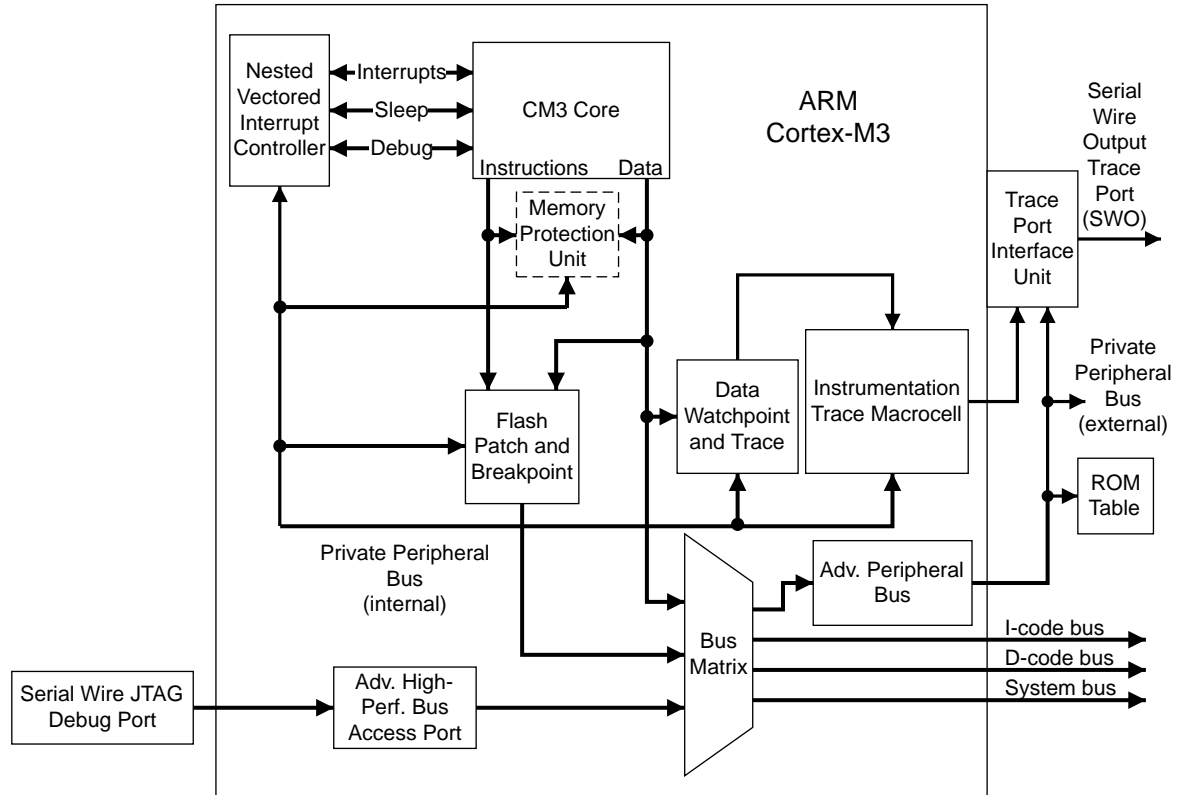 Nested
Vectored
Interrupt
Controller
Interrupts
Sleep
Debug
CM3 Core
Instructions
Data
ARM
Cortex-M3
Memory
Protection
Unit
Serial
Wire
Output
Trace
Port
(SWO)
Trace
Port
Interface
Unit
Flash
Patch and
Breakpoint
Data
Watchpoint
and Trace
Instrumentation
Trace Macrocell
Private
Peripheral
Bus
(external)
ROM
Table
Private Peripheral
Bus
(internal)
Bus
Matrix
Adv. Peripheral
Bus
I-code bus
D-code bus
System bus
Serial Wire JTAG
Debug Port
Adv. High-
Perf. Bus
Access Port